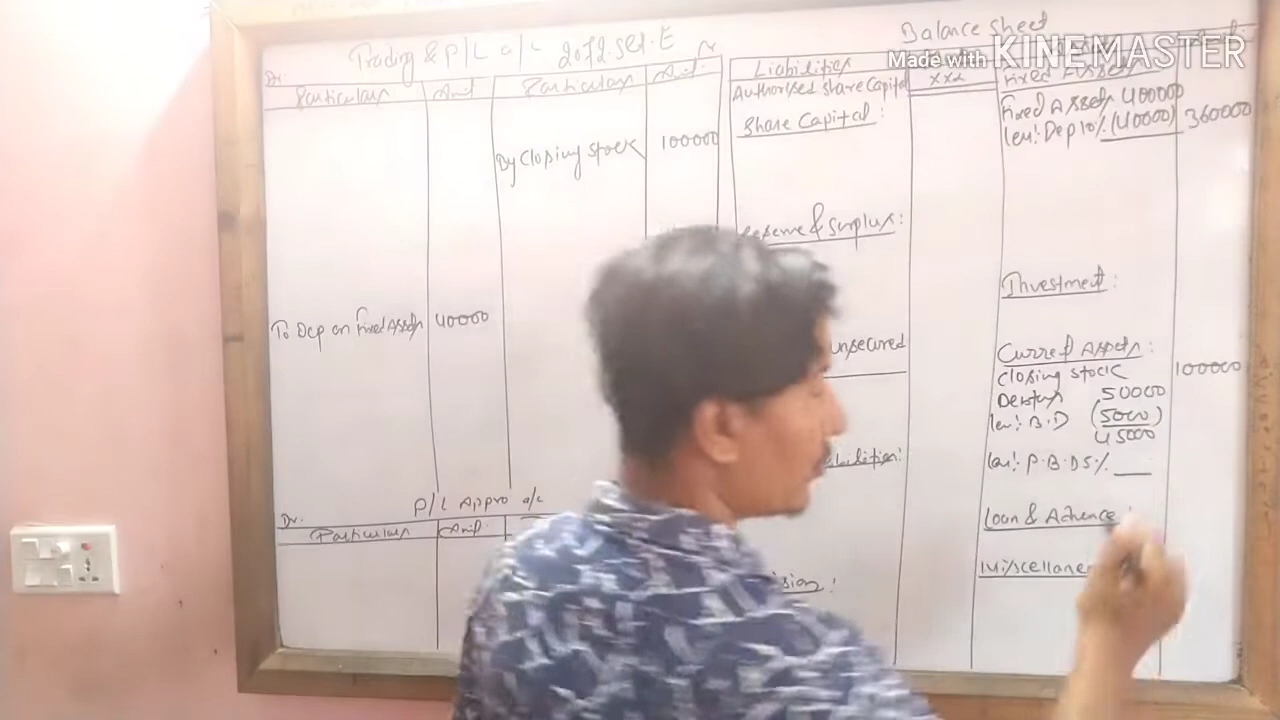 Trading & P/L a/c 2072.Set.E
Dr.
Particulars Amt Particulars Amt
By Closing Stock 100000
To Dep on Fixed Assets 40000
P/L Appro a/c
Dr.
Particulars Amt
Balance Sheet
Made with KINEMASTER
Liabilities
Authorised Share Capital xxx
Share Capital:
Reserve & Surplus:
unsecured
Fixed Assets
Fixed Assets 400000
Less: Dep 10% (40000) 360000
Investment:
Current Assets:
Closing Stock 100000
Debtors 50000
Less: B.D (5000)
45000
Less: P.B.D 5%
Loan & Advance: